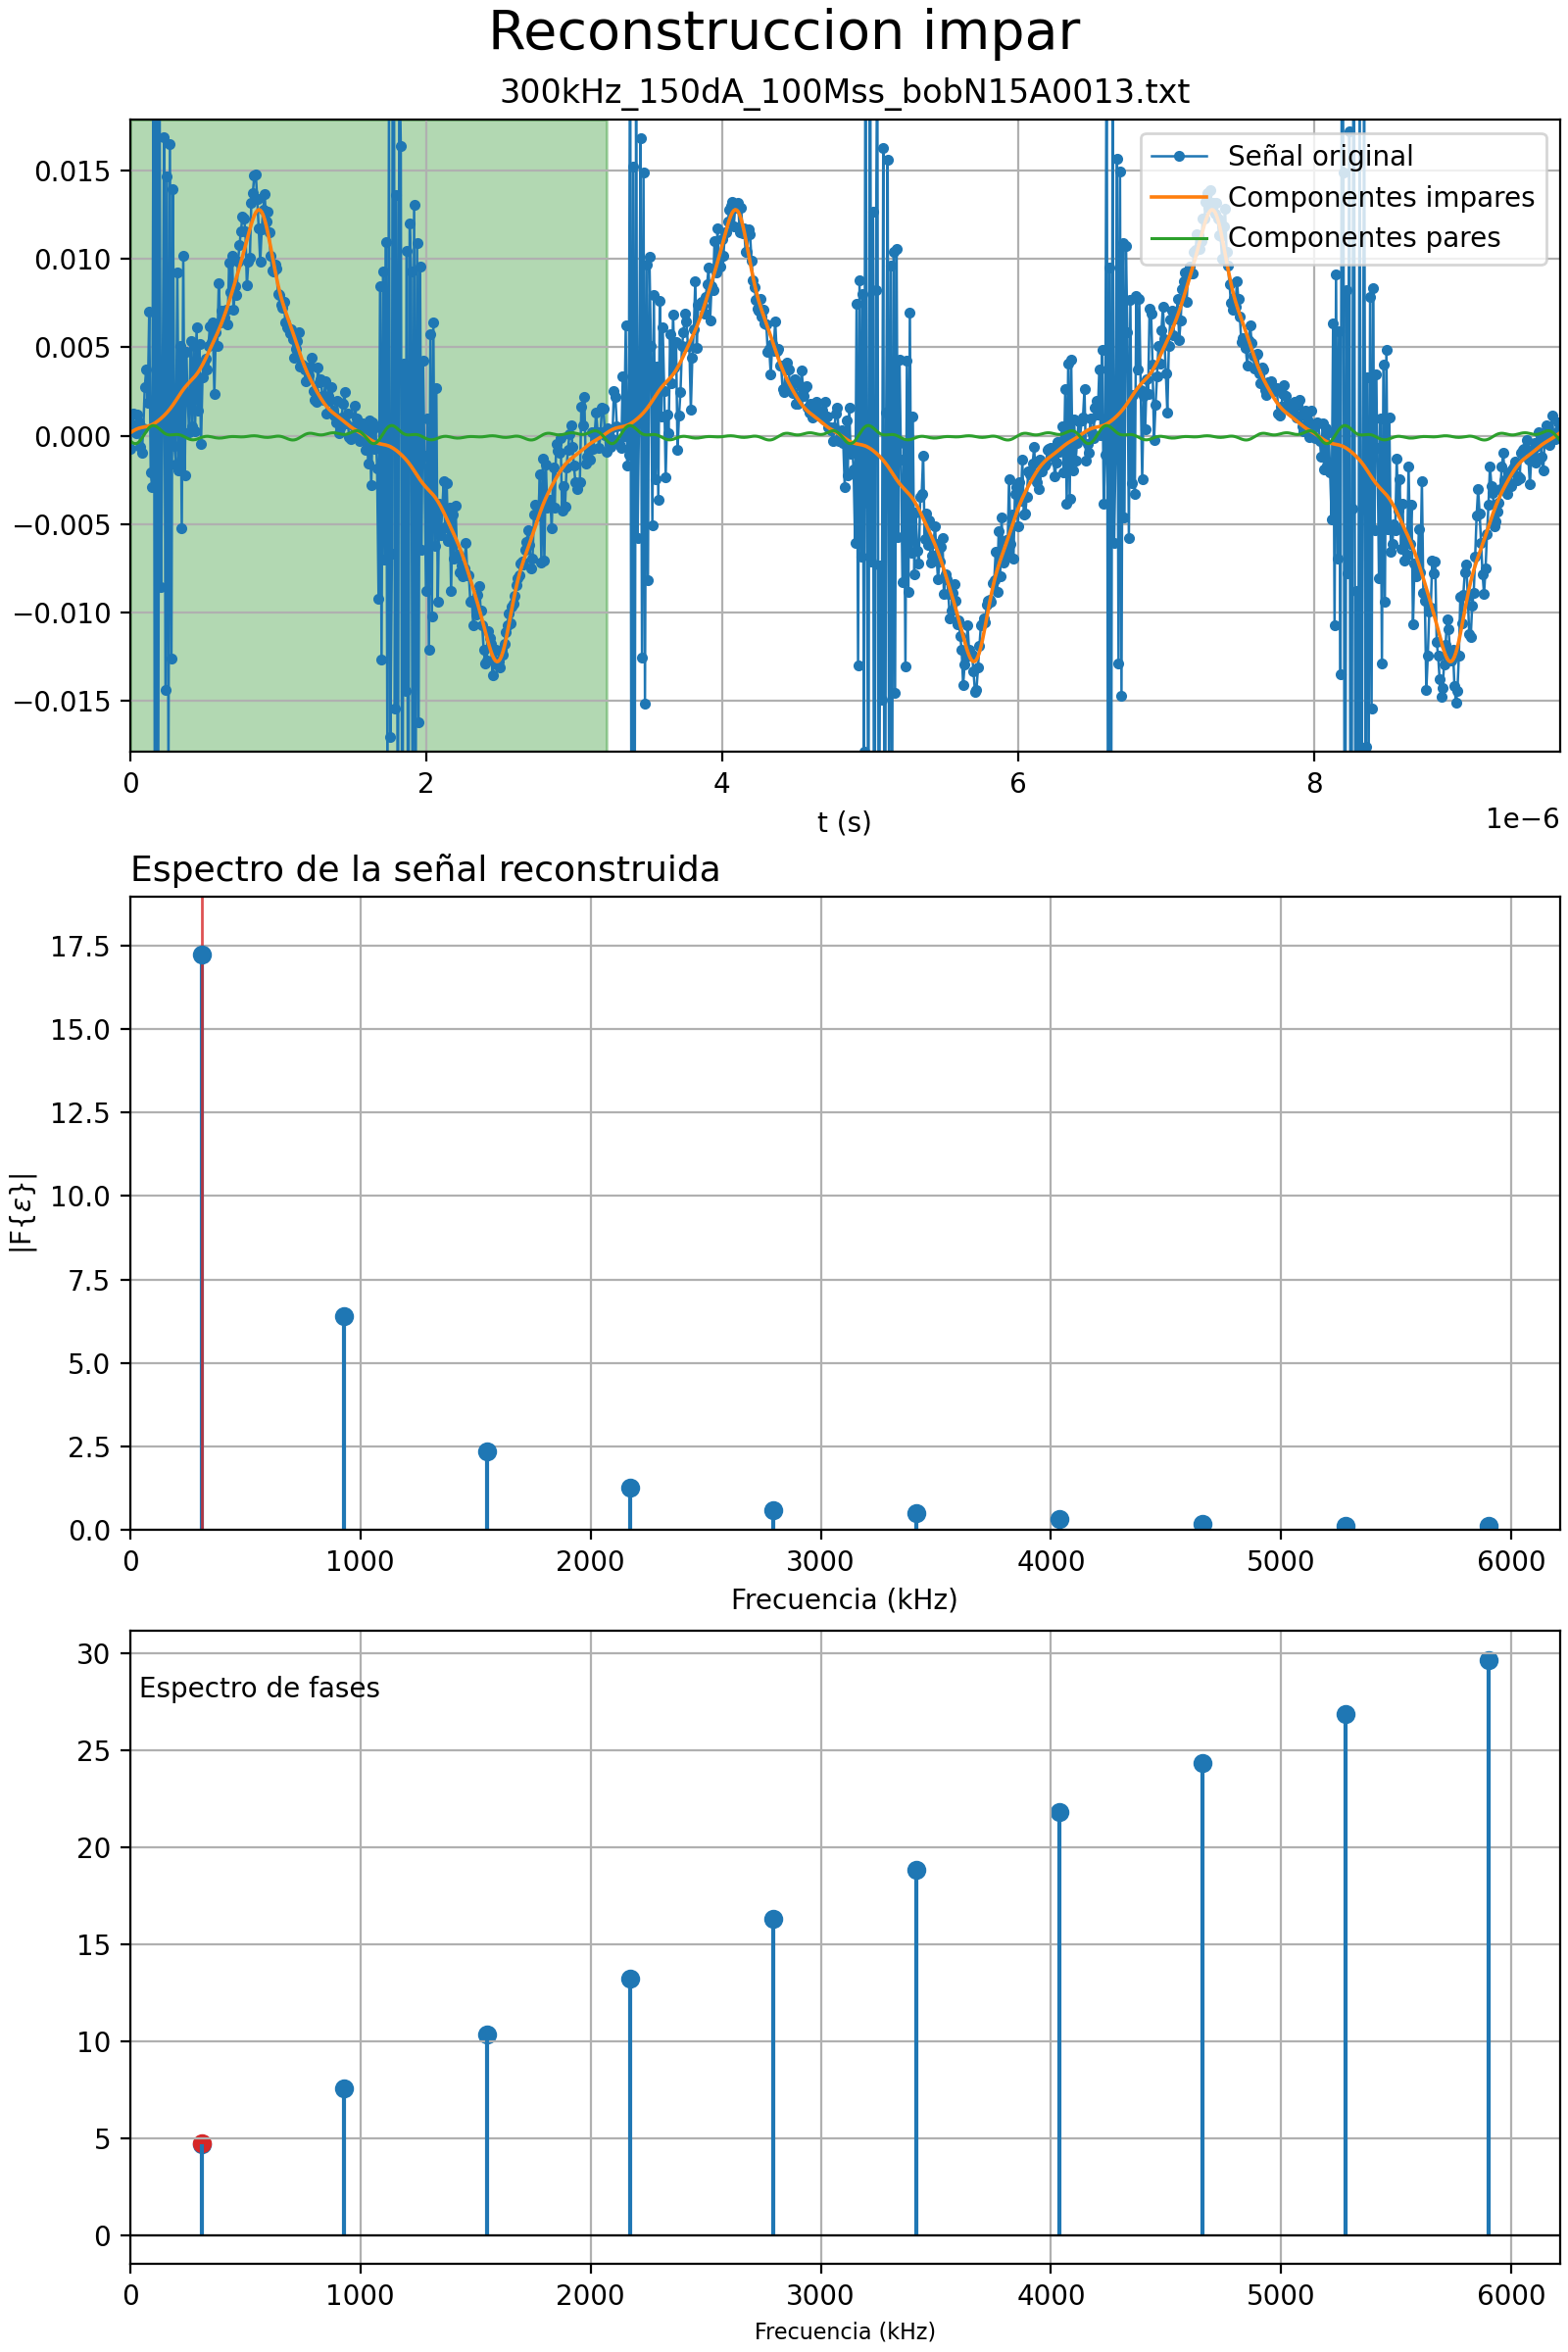 Reconstruccion impar
300kHz_150dA_100Mss_bobN15A0013.txt
Señal original
Componentes impares
Componentes pares
0.015
0.010
0.005
0.000
−0.005
−0.010
−0.015
0 2 4 6 8
t (s)
1e−6
Espectro de la señal reconstruida
17.5
15.0
12.5
10.0
7.5
5.0
2.5
0.0
|F{ε}|
0 1000 2000 3000 4000 5000 6000
Frecuencia (kHz)
Espectro de fases
30
25
20
15
10
5
0
0 1000 2000 3000 4000 5000 6000
Frecuencia (kHz)